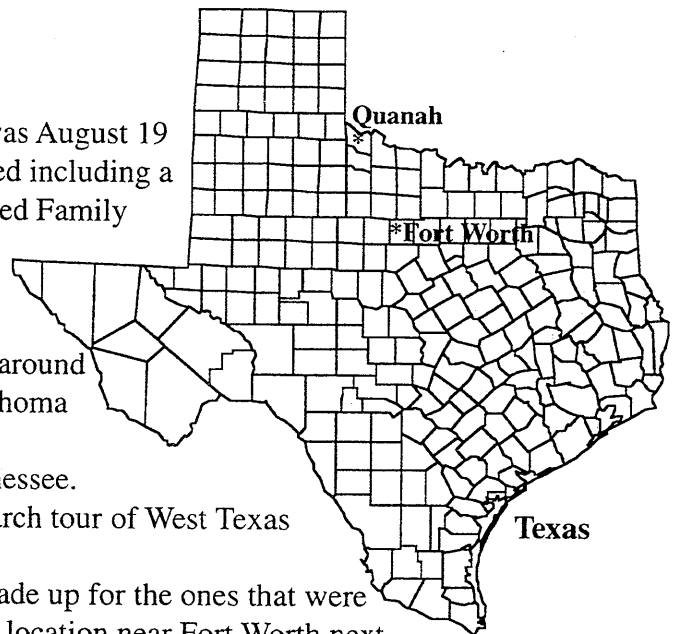 Quanah
*
as August 19
ed including a
ed Family
*Fort Worth
around
homa
nessee.
arch tour of West Texas
Texas
ade up for the ones that were
location near Fort Worth next